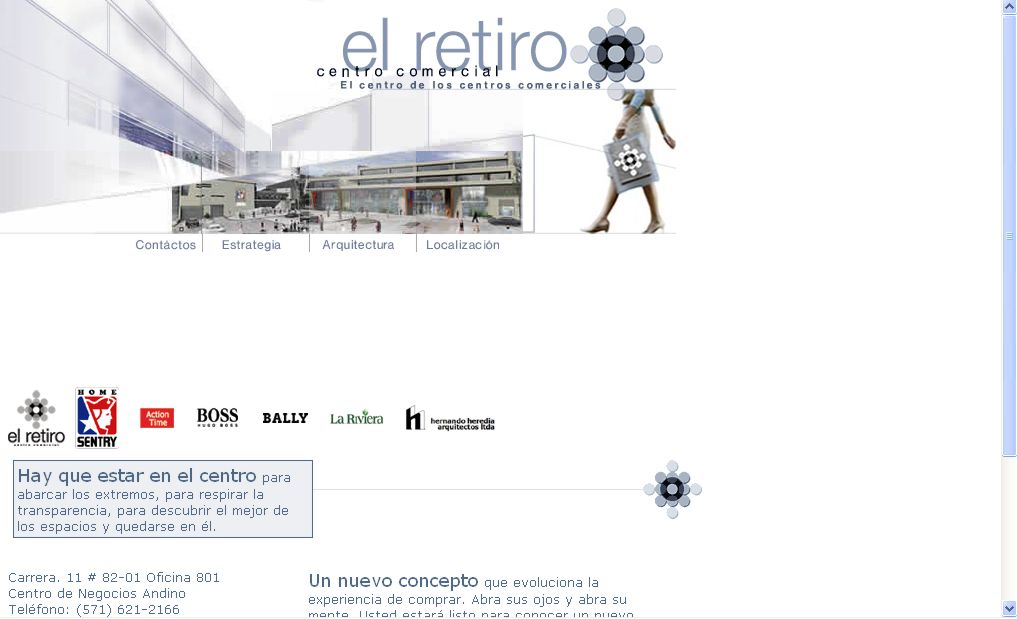 el retiro
centro comercial
El centro de los centros comerciales
Contáctos
Estrategia
Arquitectura
Localización
el retiro
centro comercial
HOME
SENTRY
Action
Time
BOSS
HUGO BOSS
BALLY
LA RIVIERA
hernando heredia
arquitectos ltda
Hay que estar en el centro para
abarcar los extremos, para respirar la
transparencia, para descubrir el mejor de
los espacios y quedarse en él.
Carrera. 11 # 82-01 Oficina 801
Centro de Negocios Andino
Teléfono: (571) 621-2166
Un nuevo concepto que evoluciona la
experiencia de comprar. Abra sus ojos y abra su
mente. Usted estará listo para conocer un nuevo